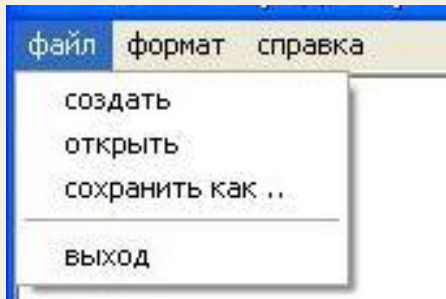 файл формат справка
создать
открыть
сохранить как ..
выход